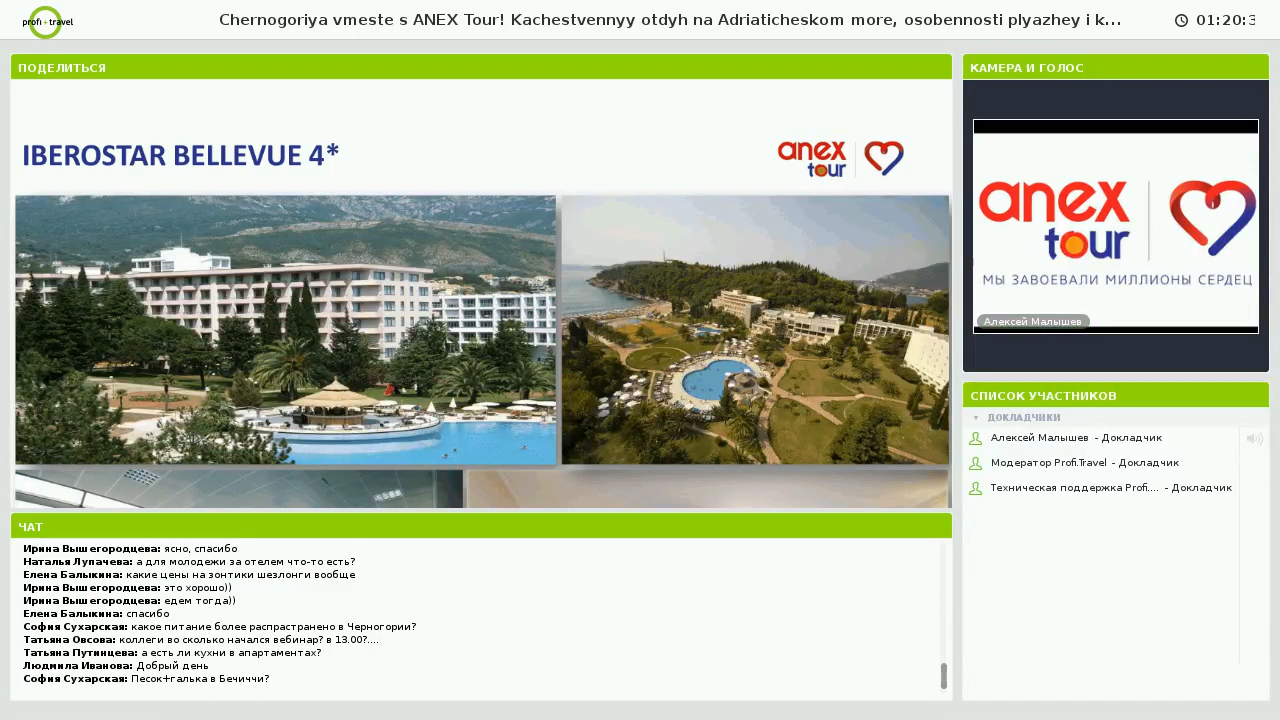 profi travel
Chernogoriya vmeste s ANEX Tour! Kachestvennyy otdyh na Adriaticheskom more, osobennosti plyazhey i k...
01:20:3
ПОДЕЛИТЬСЯ
IBEROSTAR BELLEVUE 4*
anex
tour
КАМЕРА И ГОЛОС
anex
tour
МЫ ЗАВОЕВАЛИ МИЛЛИОНЫ СЕРДЕЦ
Алексей Малышев
СПИСОК УЧАСТНИКОВ
ДОКЛАДЧИКИ
Алексей Малышев - Докладчик
Модератор Profi.Travel - Докладчик
Техническая поддержка Profi.... - Докладчик
ЧАТ
Ирина Вышегородцева: ясно, спасибо
Наталья Лупачева: а для молодежи за отелем что-то есть?
Елена Балыкина: какие цены на зонтики шезлонги вообще
Ирина Вышегородцева: это хорошо))
Ирина Вышегородцева: едем тогда))
Елена Балыкина: спасибо
София Сухарская: какое питание более распрастранено в Черногории?
Татьяна Овсова: коллеги во сколько начался вебинар? в 13.00?....
Татьяна Путинцева: а есть ли кухни в апартаментах?
Людмила Иванова: Добрый день
София Сухарская: Песок+галька в Бечиччи?